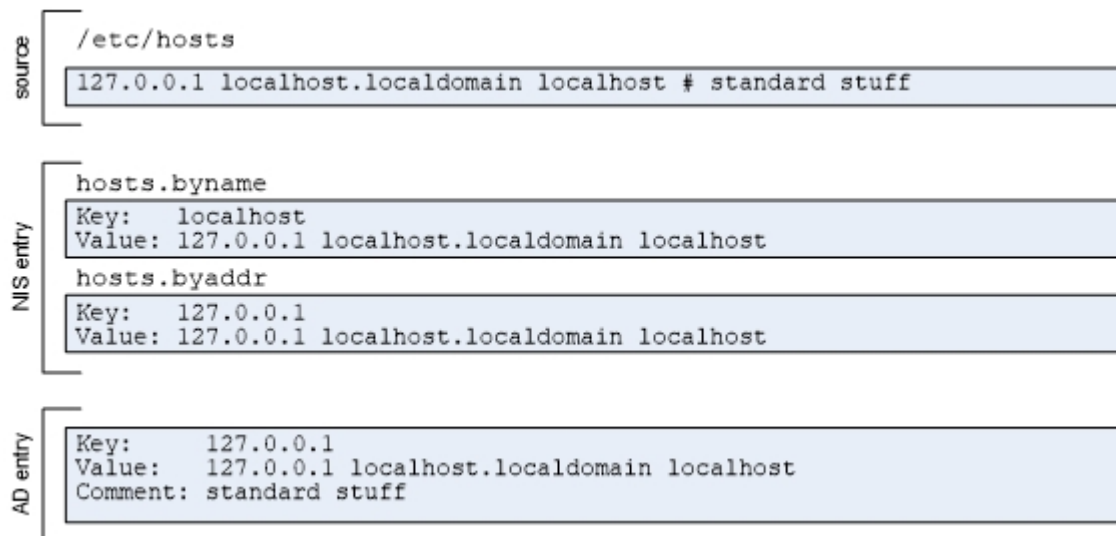 source
/etc/hosts
127.0.0.1 localhost.localdomain localhost # standard stuff
NIS entry
hosts.byname
Key: localhost
Value: 127.0.0.1 localhost.localdomain localhost
hosts.byaddr
Key: 127.0.0.1
Value: 127.0.0.1 localhost.localdomain localhost
AD entry
Key: 127.0.0.1
Value: 127.0.0.1 localhost.localdomain localhost
Comment: standard stuff